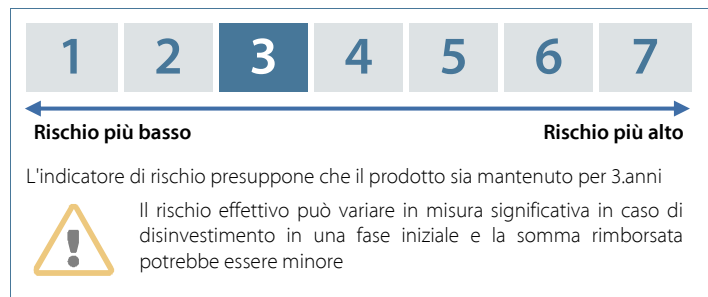 1 2 3 4 5 6 7
Rischio più basso Rischio più alto
L'indicatore di rischio presuppone che il prodotto sia mantenuto per 3.anni
Il rischio effettivo può variare in misura significativa in caso di
disinvestimento in una fase iniziale e la somma rimborsata
potrebbe essere minore